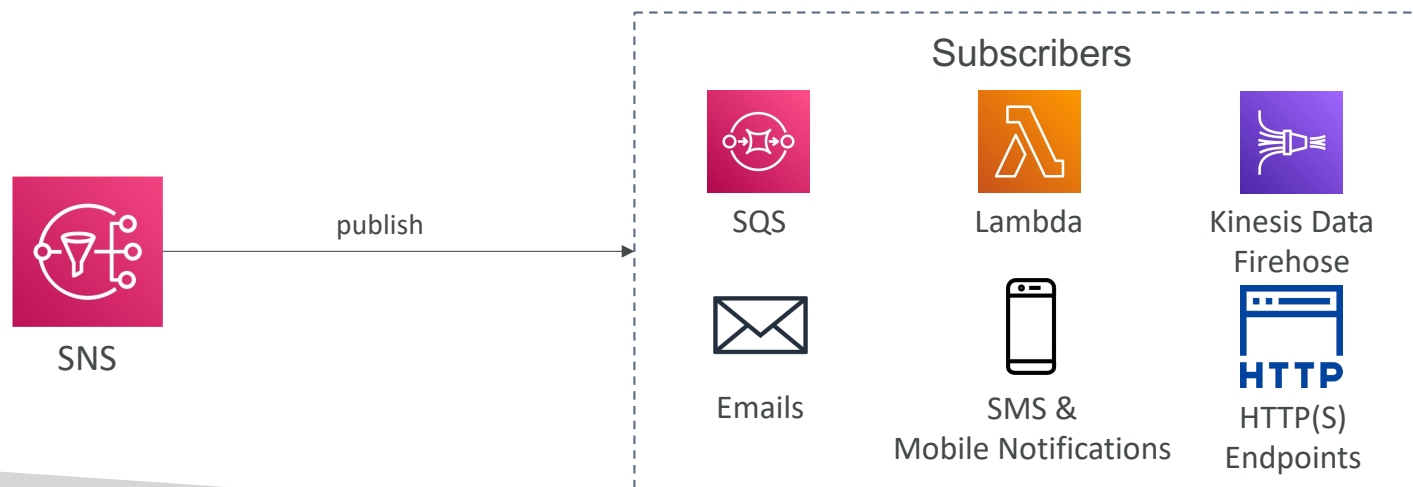 Subscribers
SNS
publish
SQS
Lambda
Kinesis Data
Firehose
Emails
SMS &
Mobile Notifications
HTTP
HTTP(S)
Endpoints